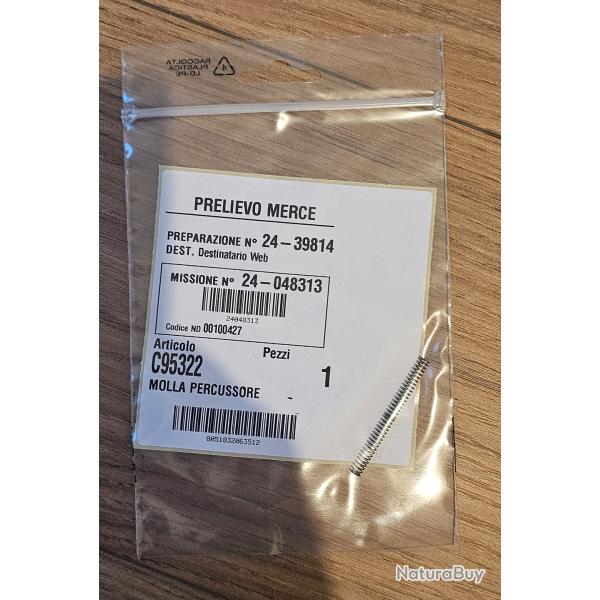 RACCOLTA
PLASTICA
LD-PE
4
PRELIEVO MERCE
PREPARAZIONE N° 24-39814
DEST. Destinatario Web
MISSIONE N° 24-048313
24048313
Codice ND 00100427
Articolo Pezzi
C95322 1
MOLLA PERCUSSORE -
8051832063512
NaturaBuy